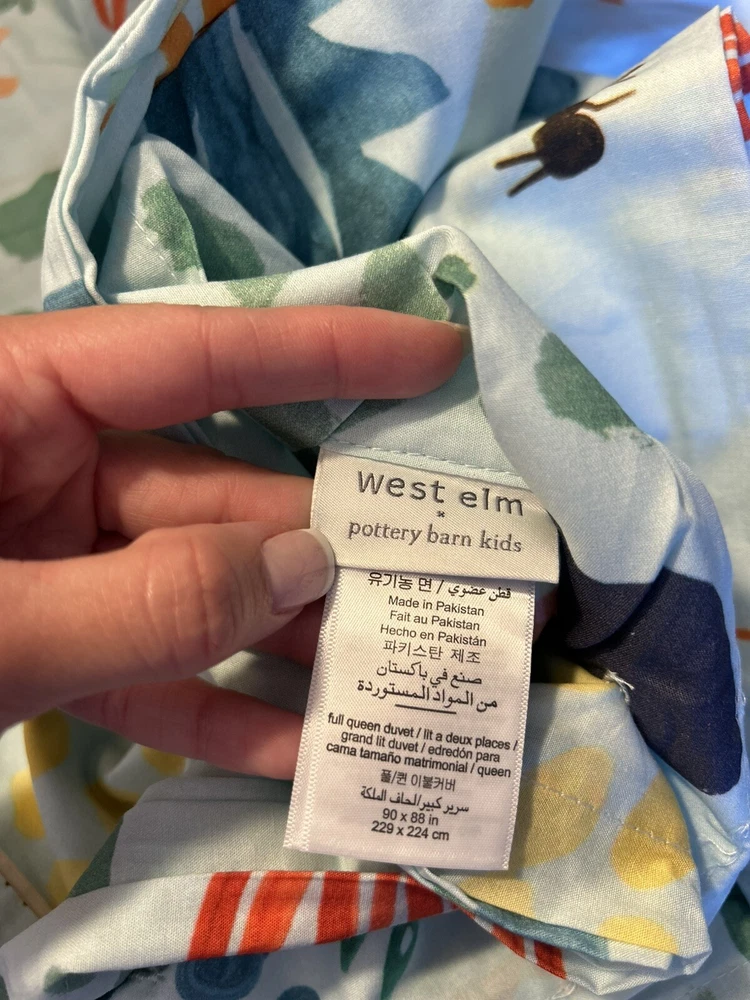 west elm
*
pottery barn kids
유기농 면 / قطن عضوي
Made in Pakistan
Fait au Pakistan
Hecho en Pakistán
파키스탄 제조
صنع في باكستان
من المواد المستوردة
full queen duvet / lit a deux places /
grand lit duvet / edredón para
cama tamaño matrimonial / queen
풀/퀸 이불커버
سرير كبير/لحاف الملكة
90 x 88 in
229 x 224 cm